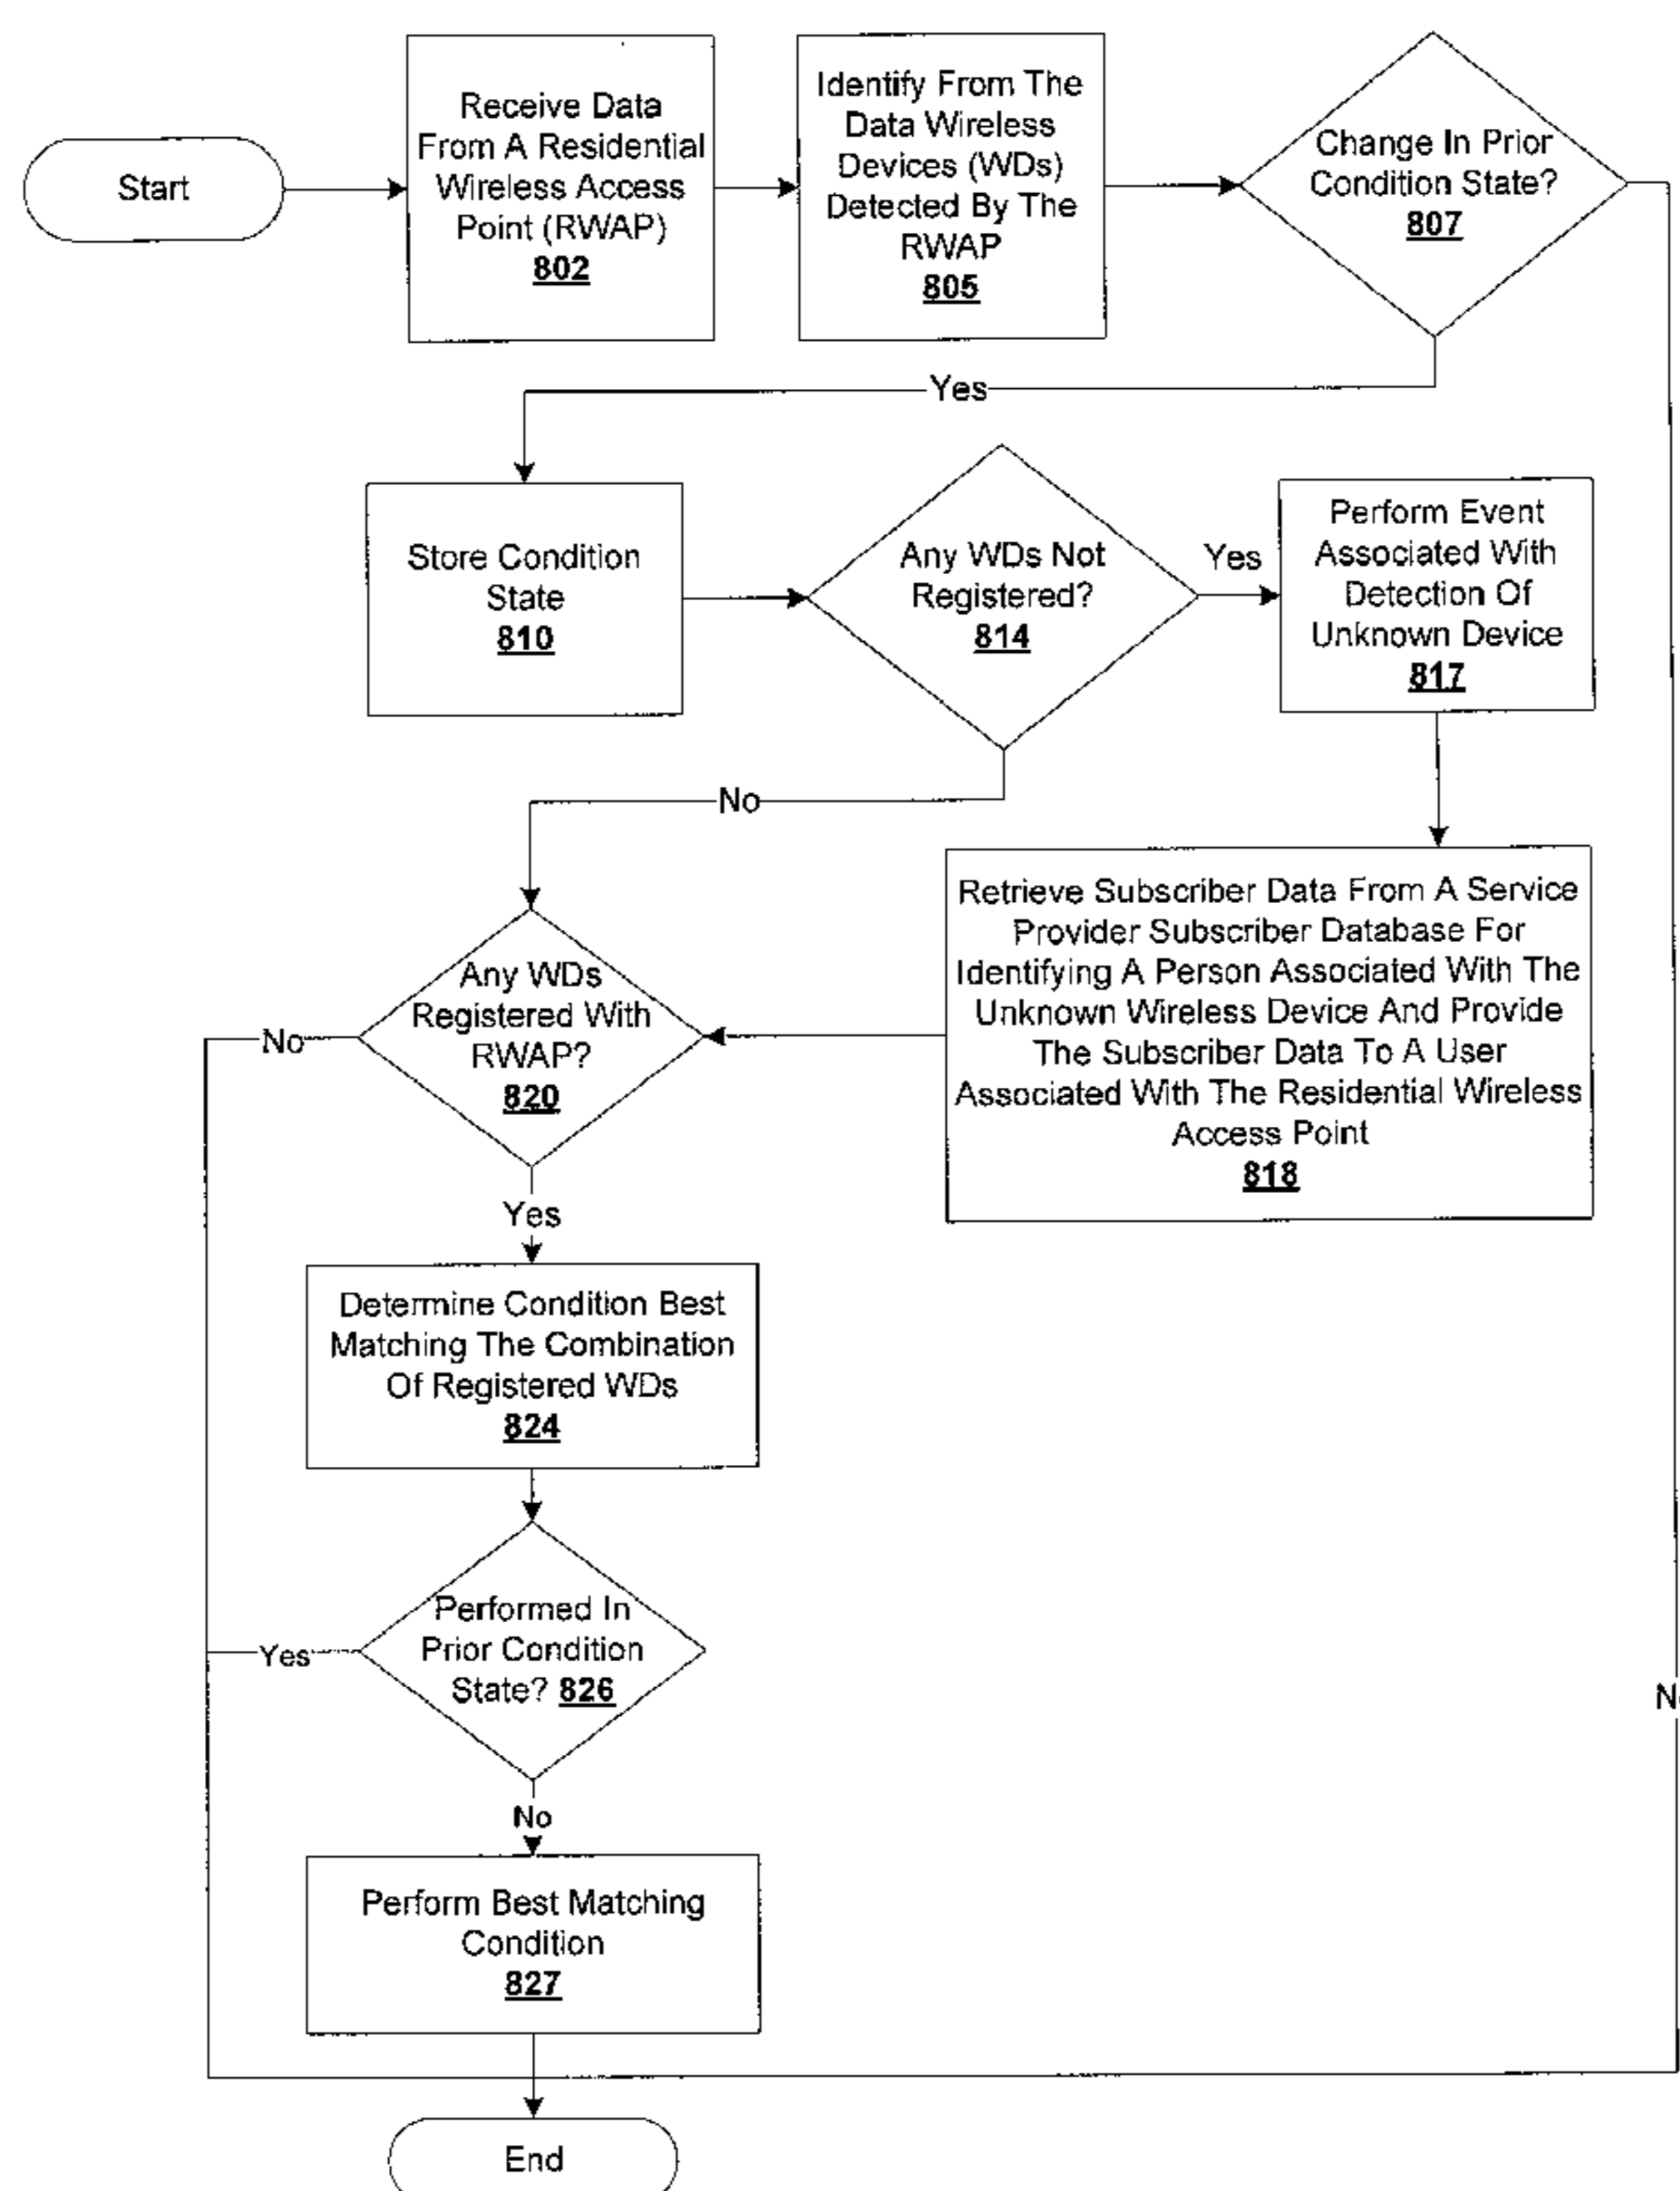 Start
Receive Data
From A Residential
Wireless Access
Point (RWAP)
802
Identify From The
Data Wireless
Devices (WDs)
Detected By The
RWAP
805
Change In Prior
Condition State?
807
Yes
Store Condition
State
810
Any WDs Not
Registered?
814
Yes
Perform Event
Associated With
Detection Of
Unknown Device
817
No
Retrieve Subscriber Data From A Service
Provider Subscriber Database For
Identifying A Person Associated With The
Unknown Wireless Device And Provide
The Subscriber Data To A User
Associated With The Residential Wireless
Access Point
818
Any WDs
Registered With
RWAP?
820
No
Yes
Determine Condition Best
Matching The Combination
Of Registered WDs
824
Performed In
Prior Condition
State? 826
Yes
No
Perform Best Matching
Condition
827
End